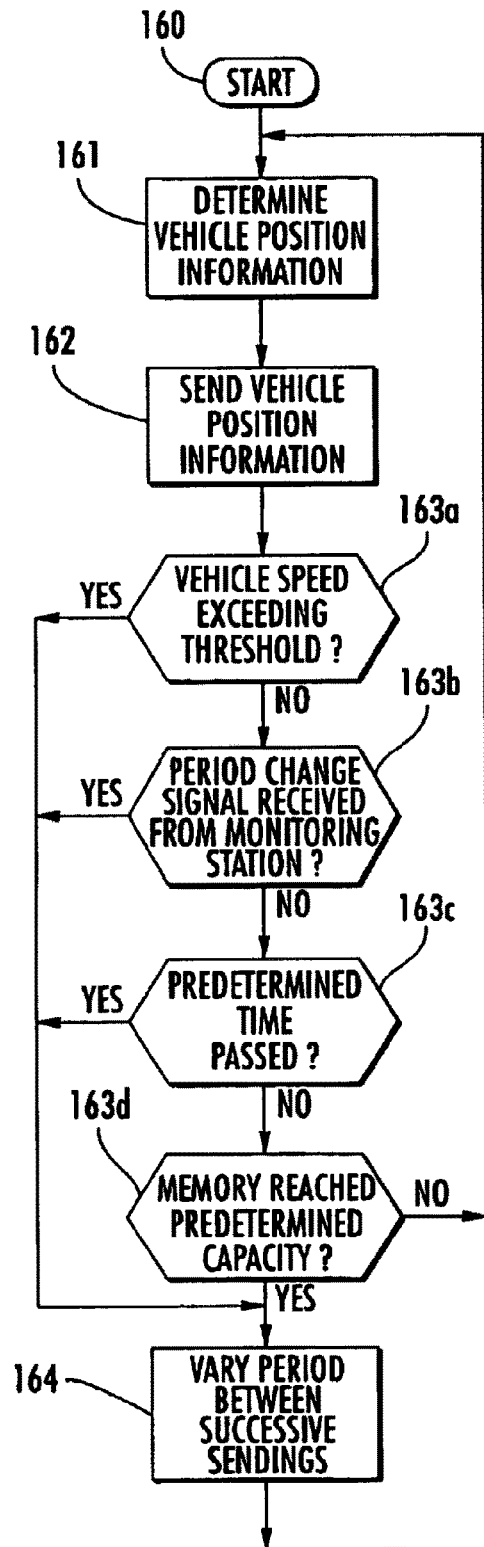 160
START
161
DETERMINE
VEHICLE POSITION
INFORMATION
162
SEND VEHICLE
POSITION
INFORMATION
163a
VEHICLE SPEED
EXCEEDING
THRESHOLD ?
YES
NO
163b
PERIOD CHANGE
SIGNAL RECEIVED
FROM MONITORING
STATION ?
YES
NO
163c
PREDETERMINED
TIME
PASSED ?
YES
NO
163d
MEMORY REACHED
PREDETERMINED
CAPACITY ?
NO
YES
164
VARY PERIOD
BETWEEN
SUCCESSIVE
SENDINGS